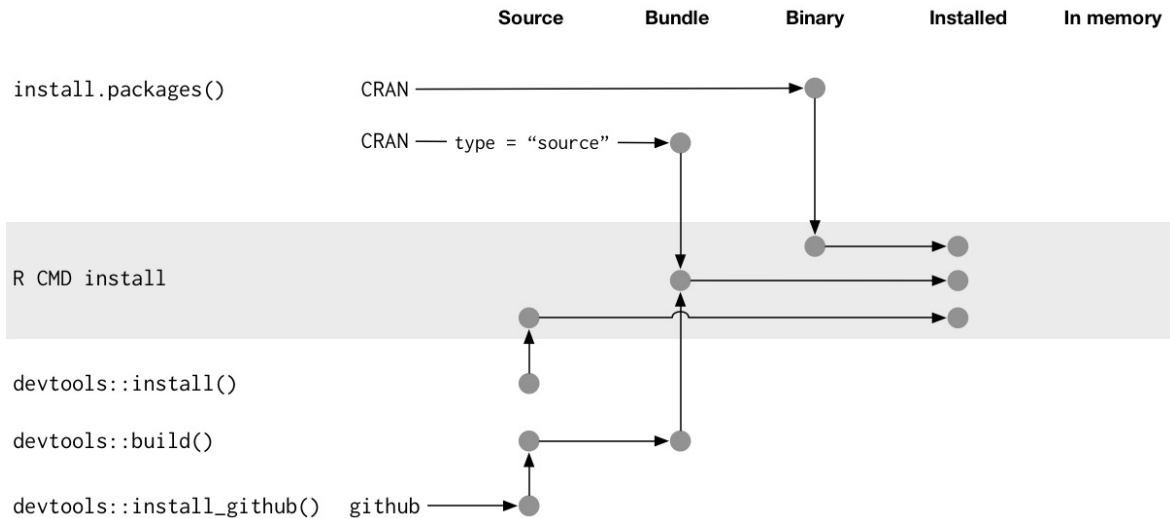 Source Bundle Binary Installed In memory
install.packages() CRAN
CRAN type = “source”
R CMD install
devtools::install()
devtools::build()
devtools::install_github() github